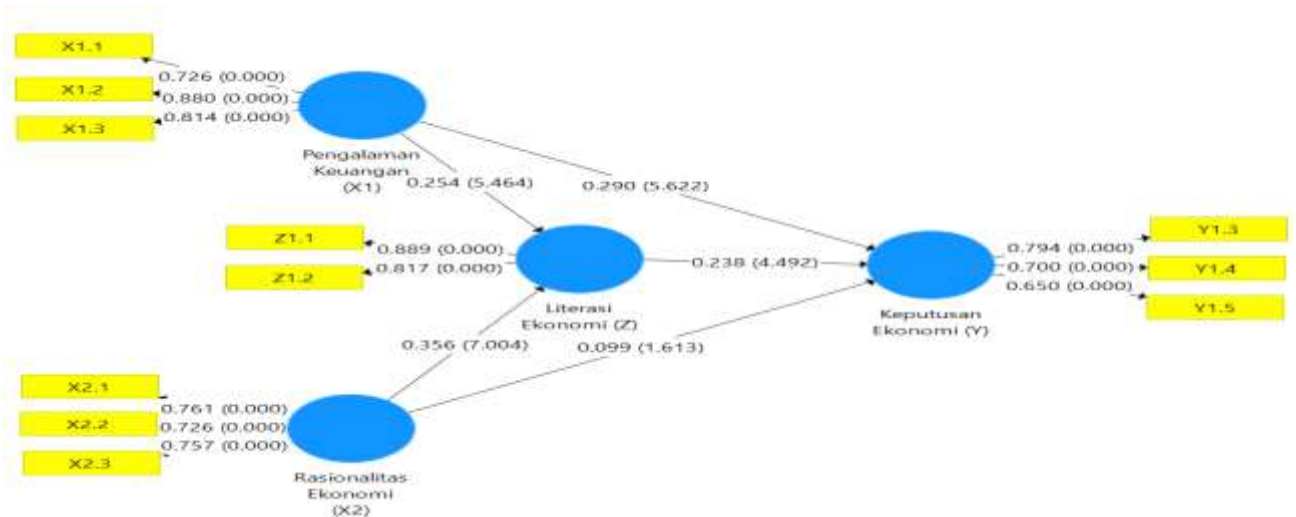 X1.1
0.726 (0.000)
X1.2
0.880 (0.000)
0.814 (0.000)
X1.3
Pengalaman
Keuangan
(X1)
0.254 (5.464)
0.290 (5.622)
Z1.1
0.889 (0.000)
0.817 (0.000)
Z1.2
Literasi
Ekonomi (Z)
0.238 (4.492)
Y1.3
0.794 (0.000)
0.700 (0.000)
Y1.4
0.650 (0.000)
Y1.5
Keputusan
Ekonomi (Y)
0.356 (7.004)
0.099 (1.613)
X2.1
0.761 (0.000)
X2.2
0.726 (0.000)
0.757 (0.000)
X2.3
Rasionalitas
Ekonomi
(X2)